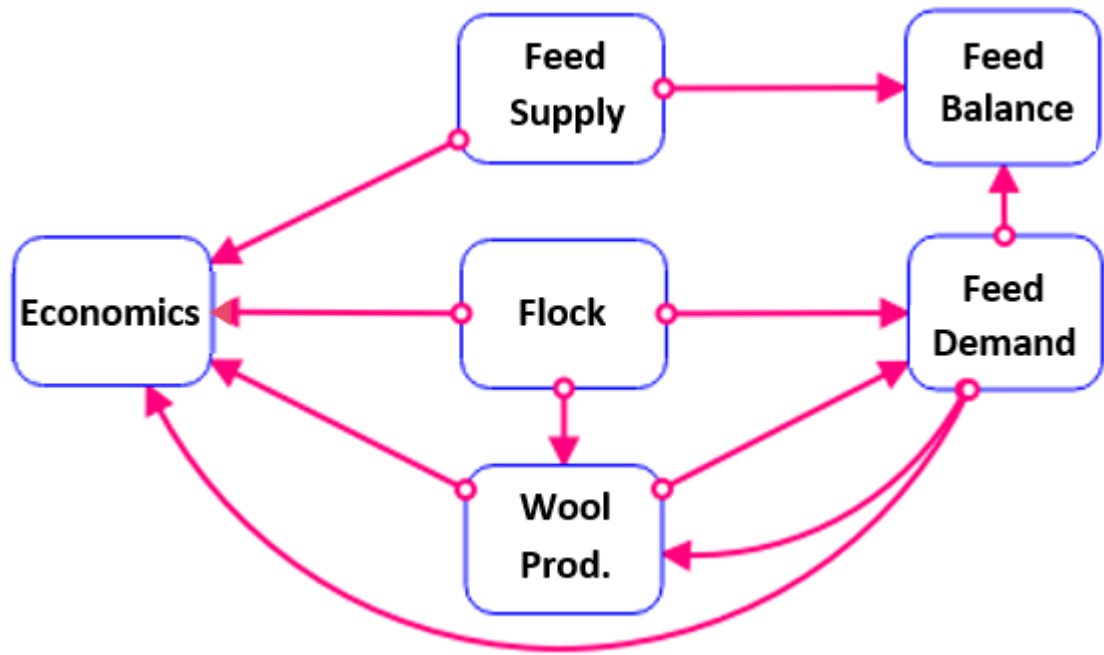 Feed
Supply
Feed
Balance
Economics
Flock
Feed
Demand
Wool
Prod.